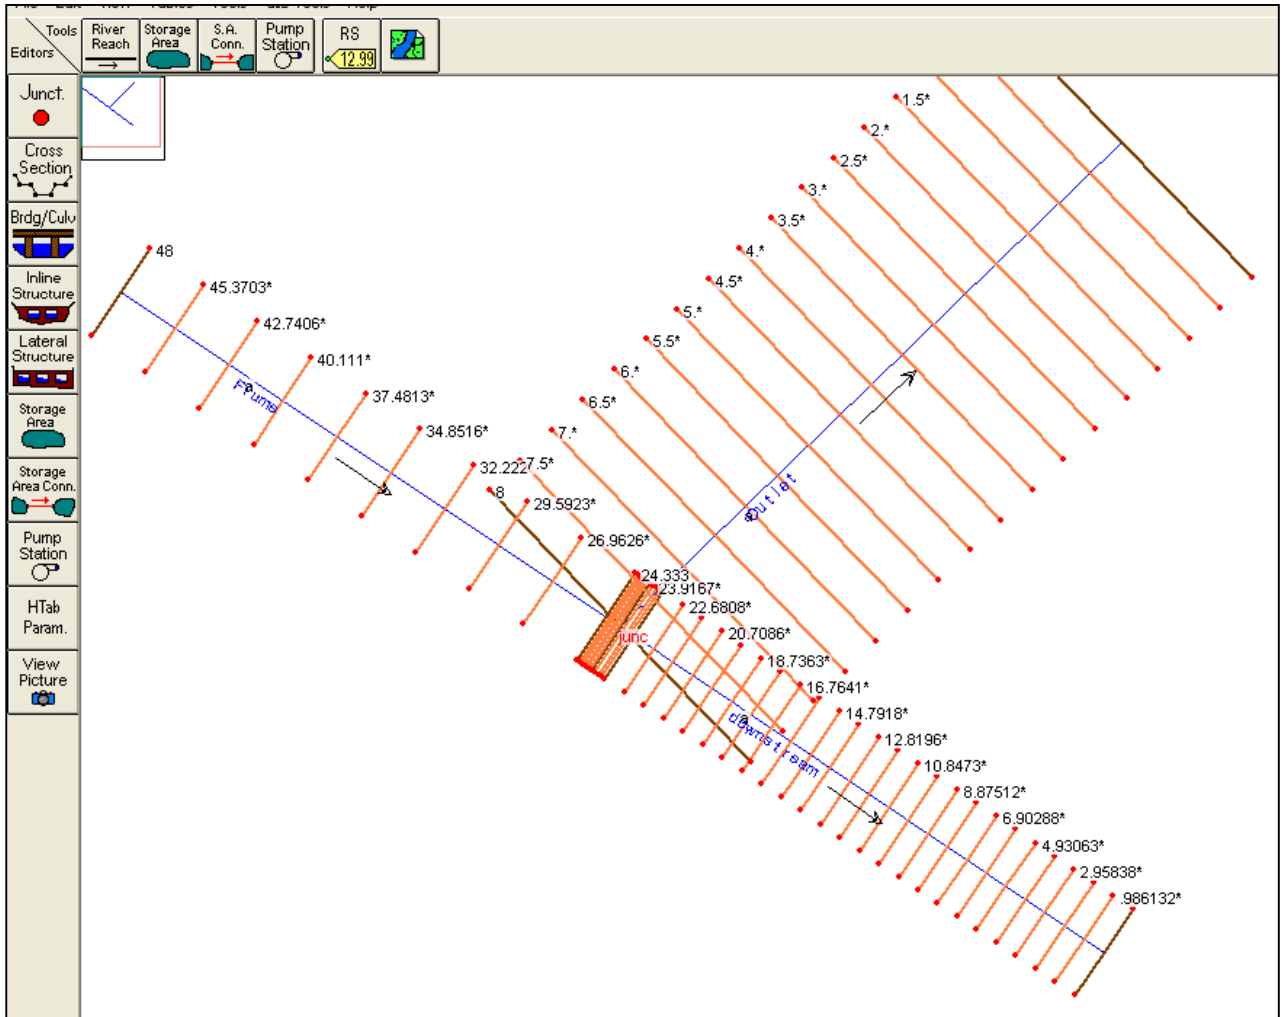 Tools
Editors
River
Reach
Storage
Area
S.A.
Conn.
Pump
Station
RS
12.99
Junct.
Cross
Section
Brdg/Culv
Inline
Structure
Lateral
Structure
Storage
Area
Storage
Area Conn.
Pump
Station
HTab
Param.
View
Picture
1.5*
2.*
2.5*
3.*
3.5*
4.*
4.5*
5.*
5.5*
6.*
6.5*
7.*
7.5*
8
48
45.3703*
42.7406*
40.111*
37.4813*
34.8516*
32.222
29.5923*
26.9626*
24.333
23.9167*
22.6808*
20.7086*
18.7363*
16.7641*
14.7918*
12.8196*
10.8473*
8.87512*
6.90288*
4.93063*
2.95838*
.986132*
a
Flume
a
Outlet
junc
a
downstream